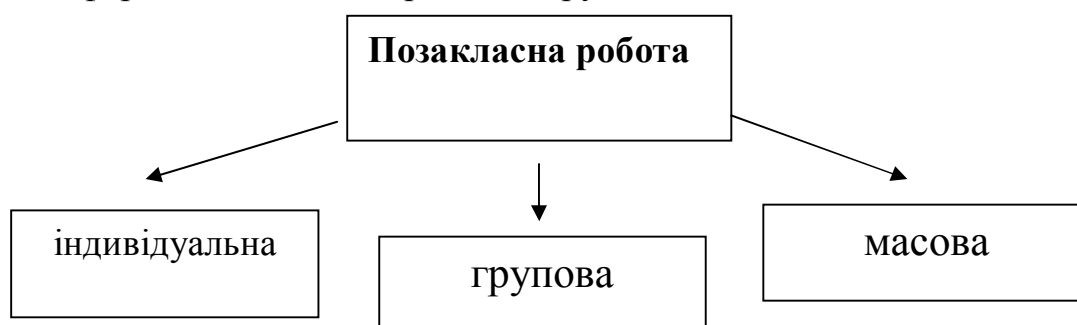 Позакласна робота
індивідуальна
групова
масова